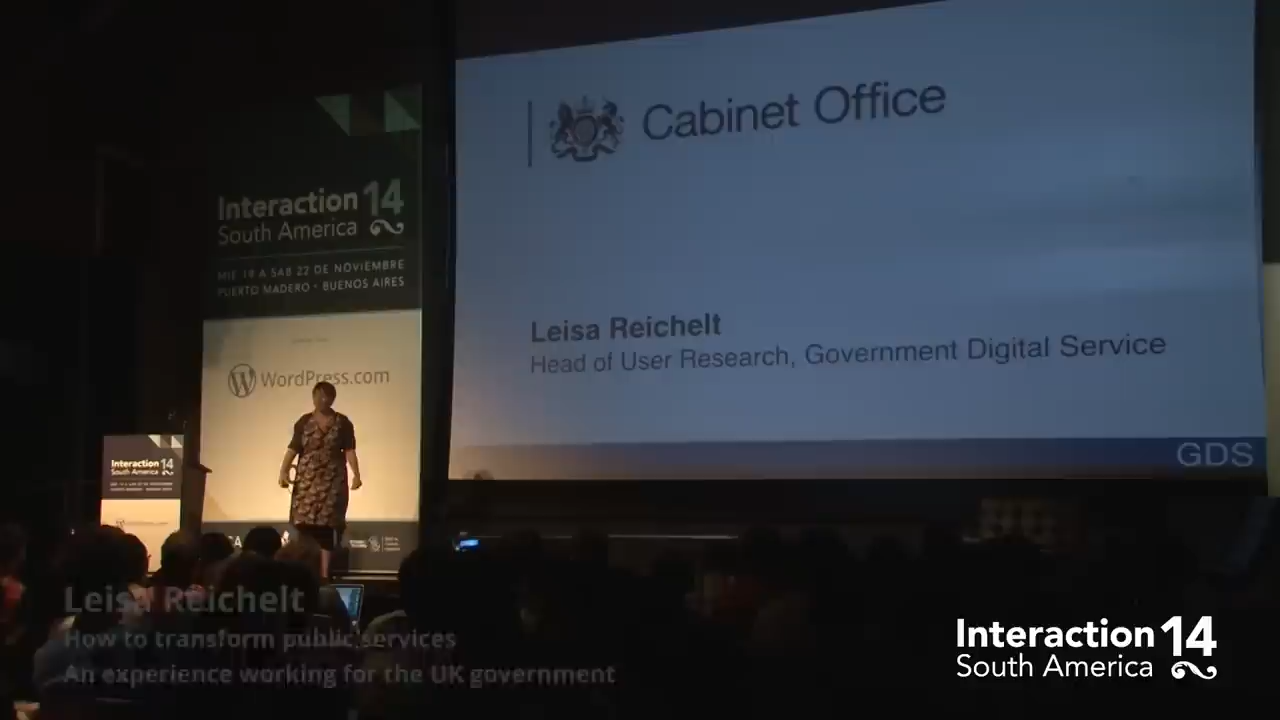 Cabinet Office
Interaction 14
South America
MIE 19 A SAB 22 DE NOVIEMBRE
PUERTO MADERO • BUENOS AIRES
Leisa Reichelt
Head of User Research, Government Digital Service
WordPress.com
GDS
Interaction 14
South America
Leisa Reichelt
How to transform public services
An experience working for the UK government
Interaction 14
South America